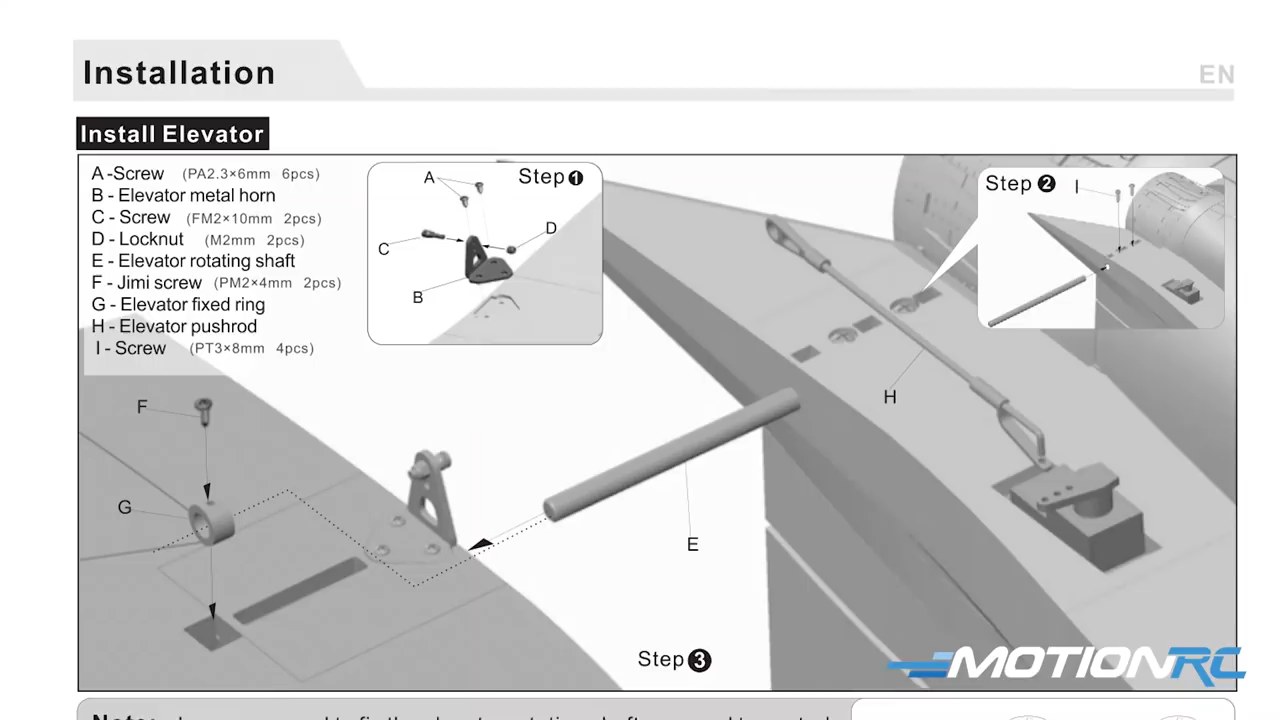 Installation
EN
Install Elevator
A -Screw (PA2.3×6mm 6pcs)
B - Elevator metal horn
C - Screw (FM2×10mm 2pcs)
D - Locknut (M2mm 2pcs)
E - Elevator rotating shaft
F - Jimi screw (PM2×4mm 2pcs)
G - Elevator fixed ring
H - Elevator pushrod
I - Screw (PT3×8mm 4pcs)
Step 1
A
C
D
B
Step 2
I
H
F
G
E
Step 3
MOTIONRC